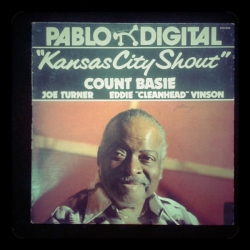 PABLO DIGITAL
"Kansas City Shout"
COUNT BASIE
JOE TURNER EDDIE "CLEANHEAD" VINSON